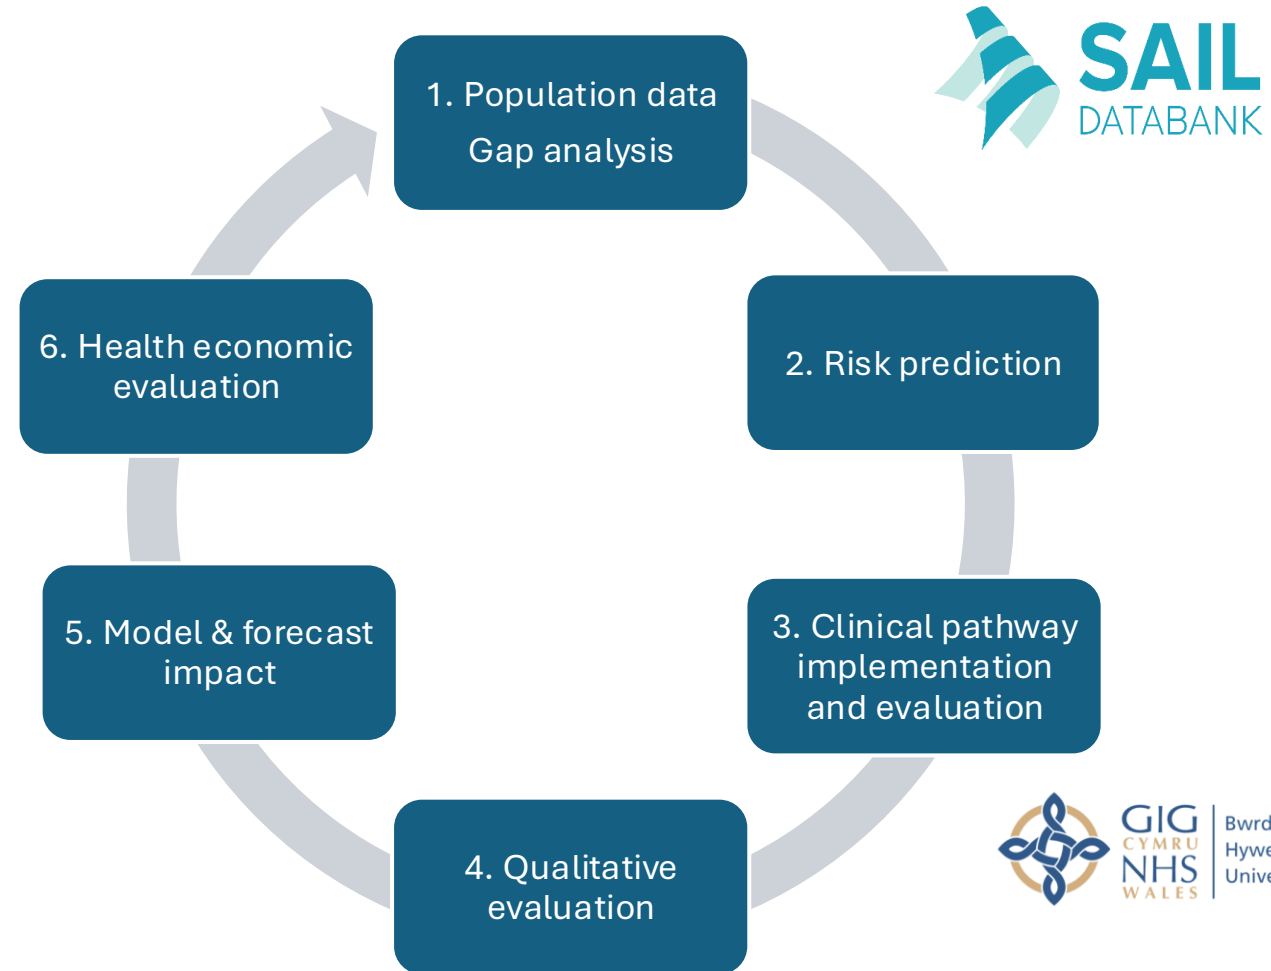 1. Population data
Gap analysis
SAIL
DATABANK
2. Risk prediction
3. Clinical pathway
implementation
and evaluation
4. Qualitative
evaluation
5. Model & forecast
impact
6. Health economic
evaluation
GIG
CYMRU
NHS
WALES
Bwrd
Hywe
Unive